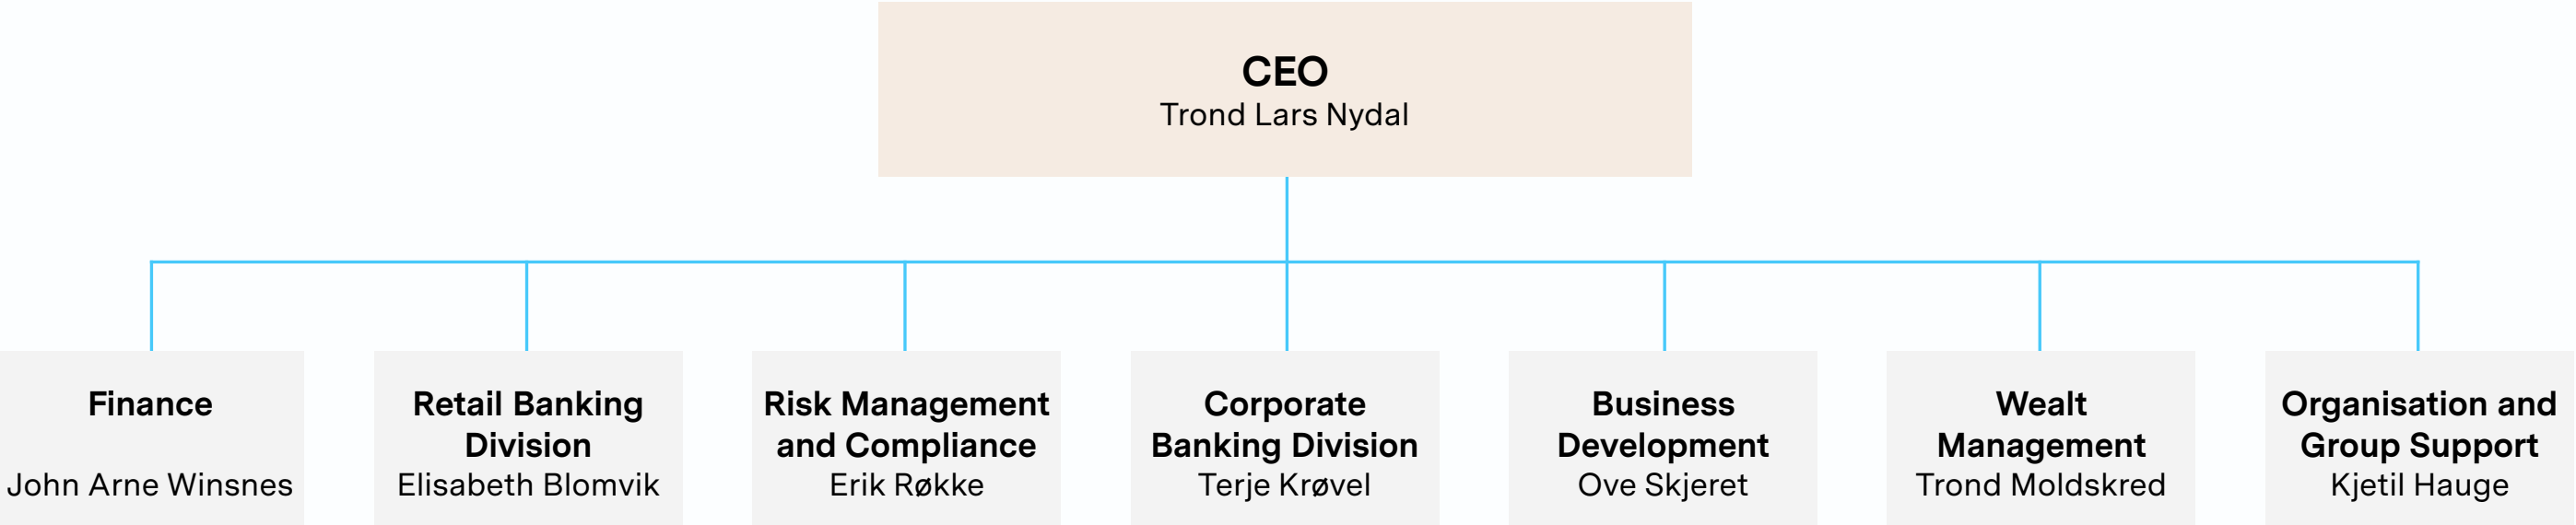 CEO
Trond Lars Nydal
Finance
John Arne Winsnes
Retail Banking
Division
Elisabeth Blomvik
Risk Management
and Compliance
Erik Røkke
Corporate
Banking Division
Terje Krøvel
Business
Development
Ove Skjeret
Wealt
Management
Trond Moldskred
Organisation and
Group Support
Kjetil Hauge